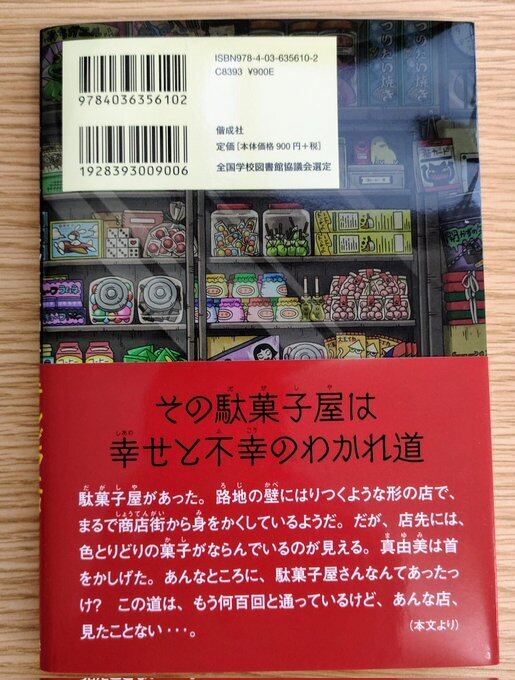 ISBN978-4-03-635610-2
C8393 ¥900E
9784036356102
偕成社
定価[本体価格 900円+税]
1928393009006
全国学校図書館協議会選定
その駄菓子屋は
幸せと不幸のわかれ道
駄菓子屋があった。路地の壁にはりつくような形の店で、
まるで商店街から身をかくしているようだ。だが、店先には、
色とりどりの菓子がならんでいるのが見える。真由美は首
をかしげた。あんなところに、駄菓子屋さんなんてあったっ
け? この道は、もう何百回と通っているけど、あんな店、
見たことない・・・。
(本文より)